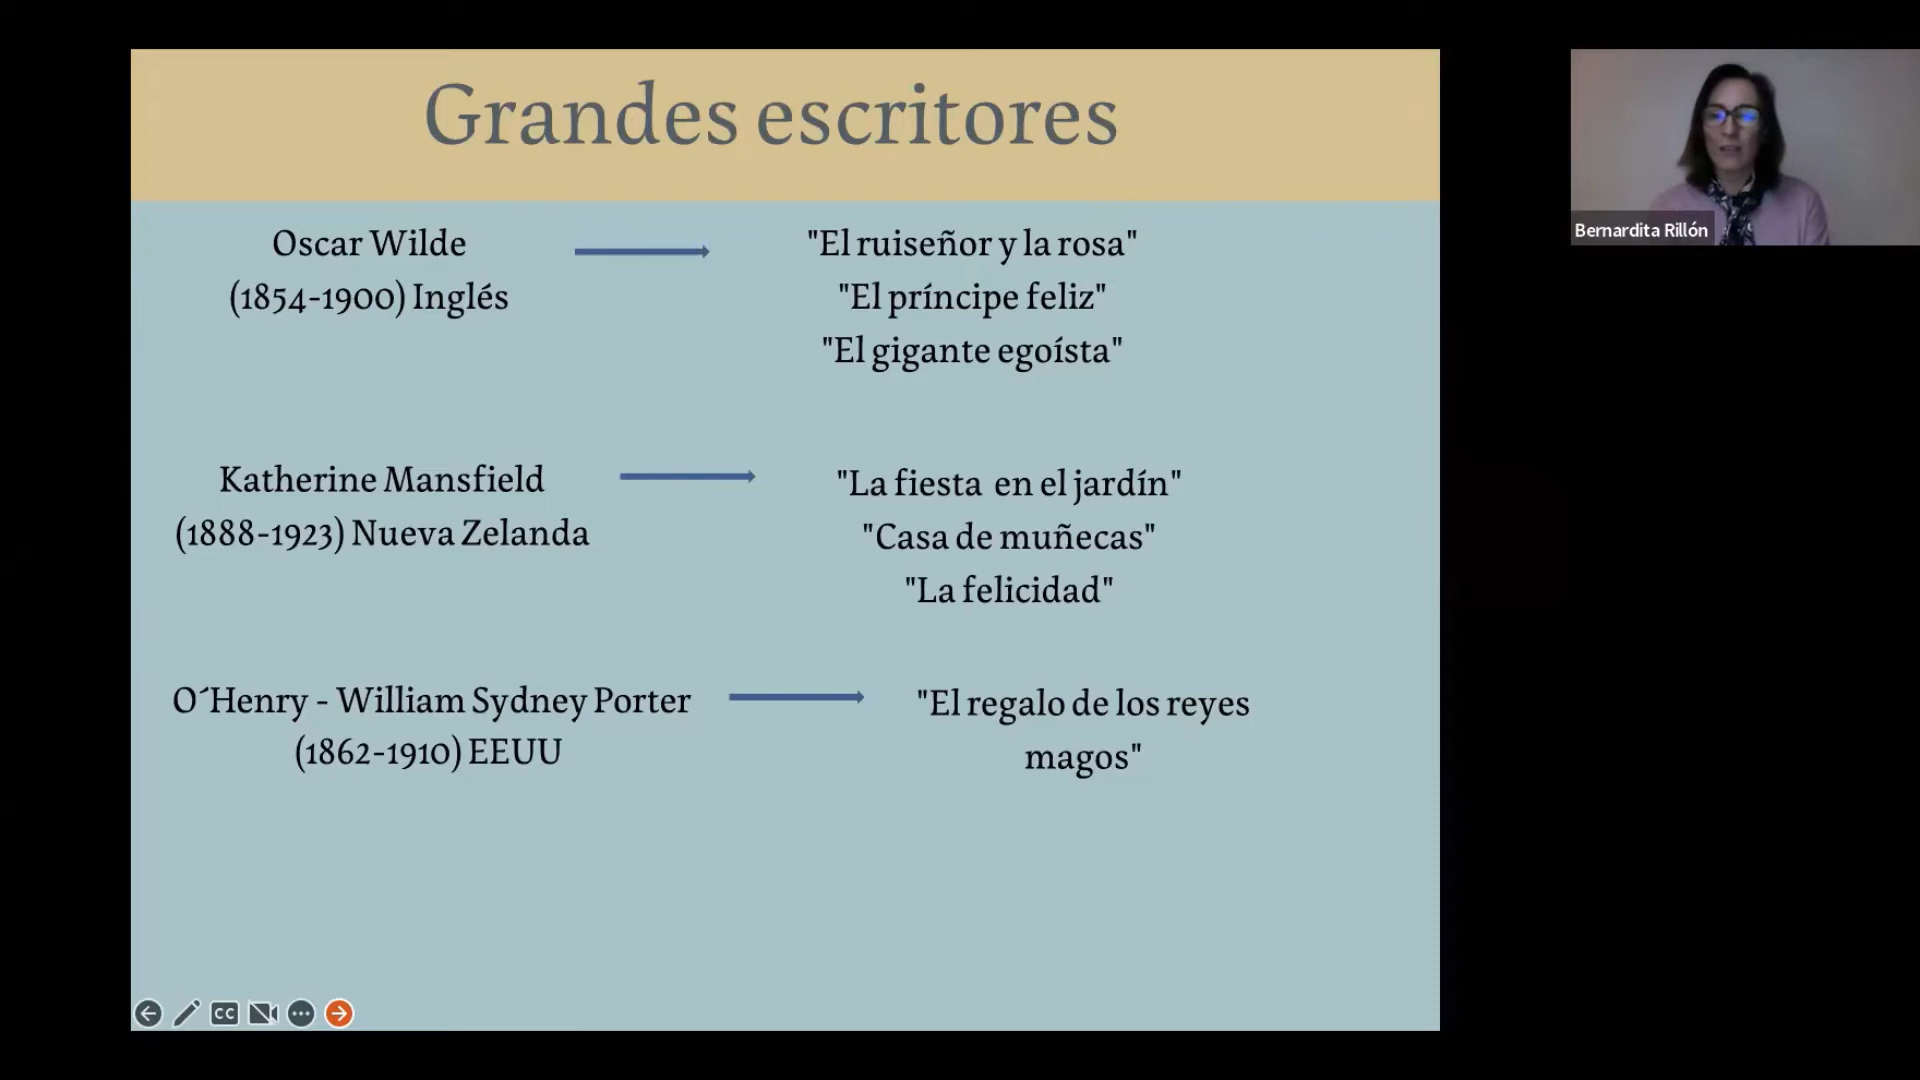 Grandes escritores
Oscar Wilde
(1854-1900) Inglés
"El ruiseñor y la rosa"
"El príncipe feliz"
"El gigante egoísta"
Katherine Mansfield
(1888-1923) Nueva Zelanda
"La fiesta  en el jardín"
"Casa de muñecas"
"La felicidad"
O´Henry - William Sydney Porter
(1862-1910) EEUU
"El regalo de los reyes
magos"
Bernardita Rillón
CC